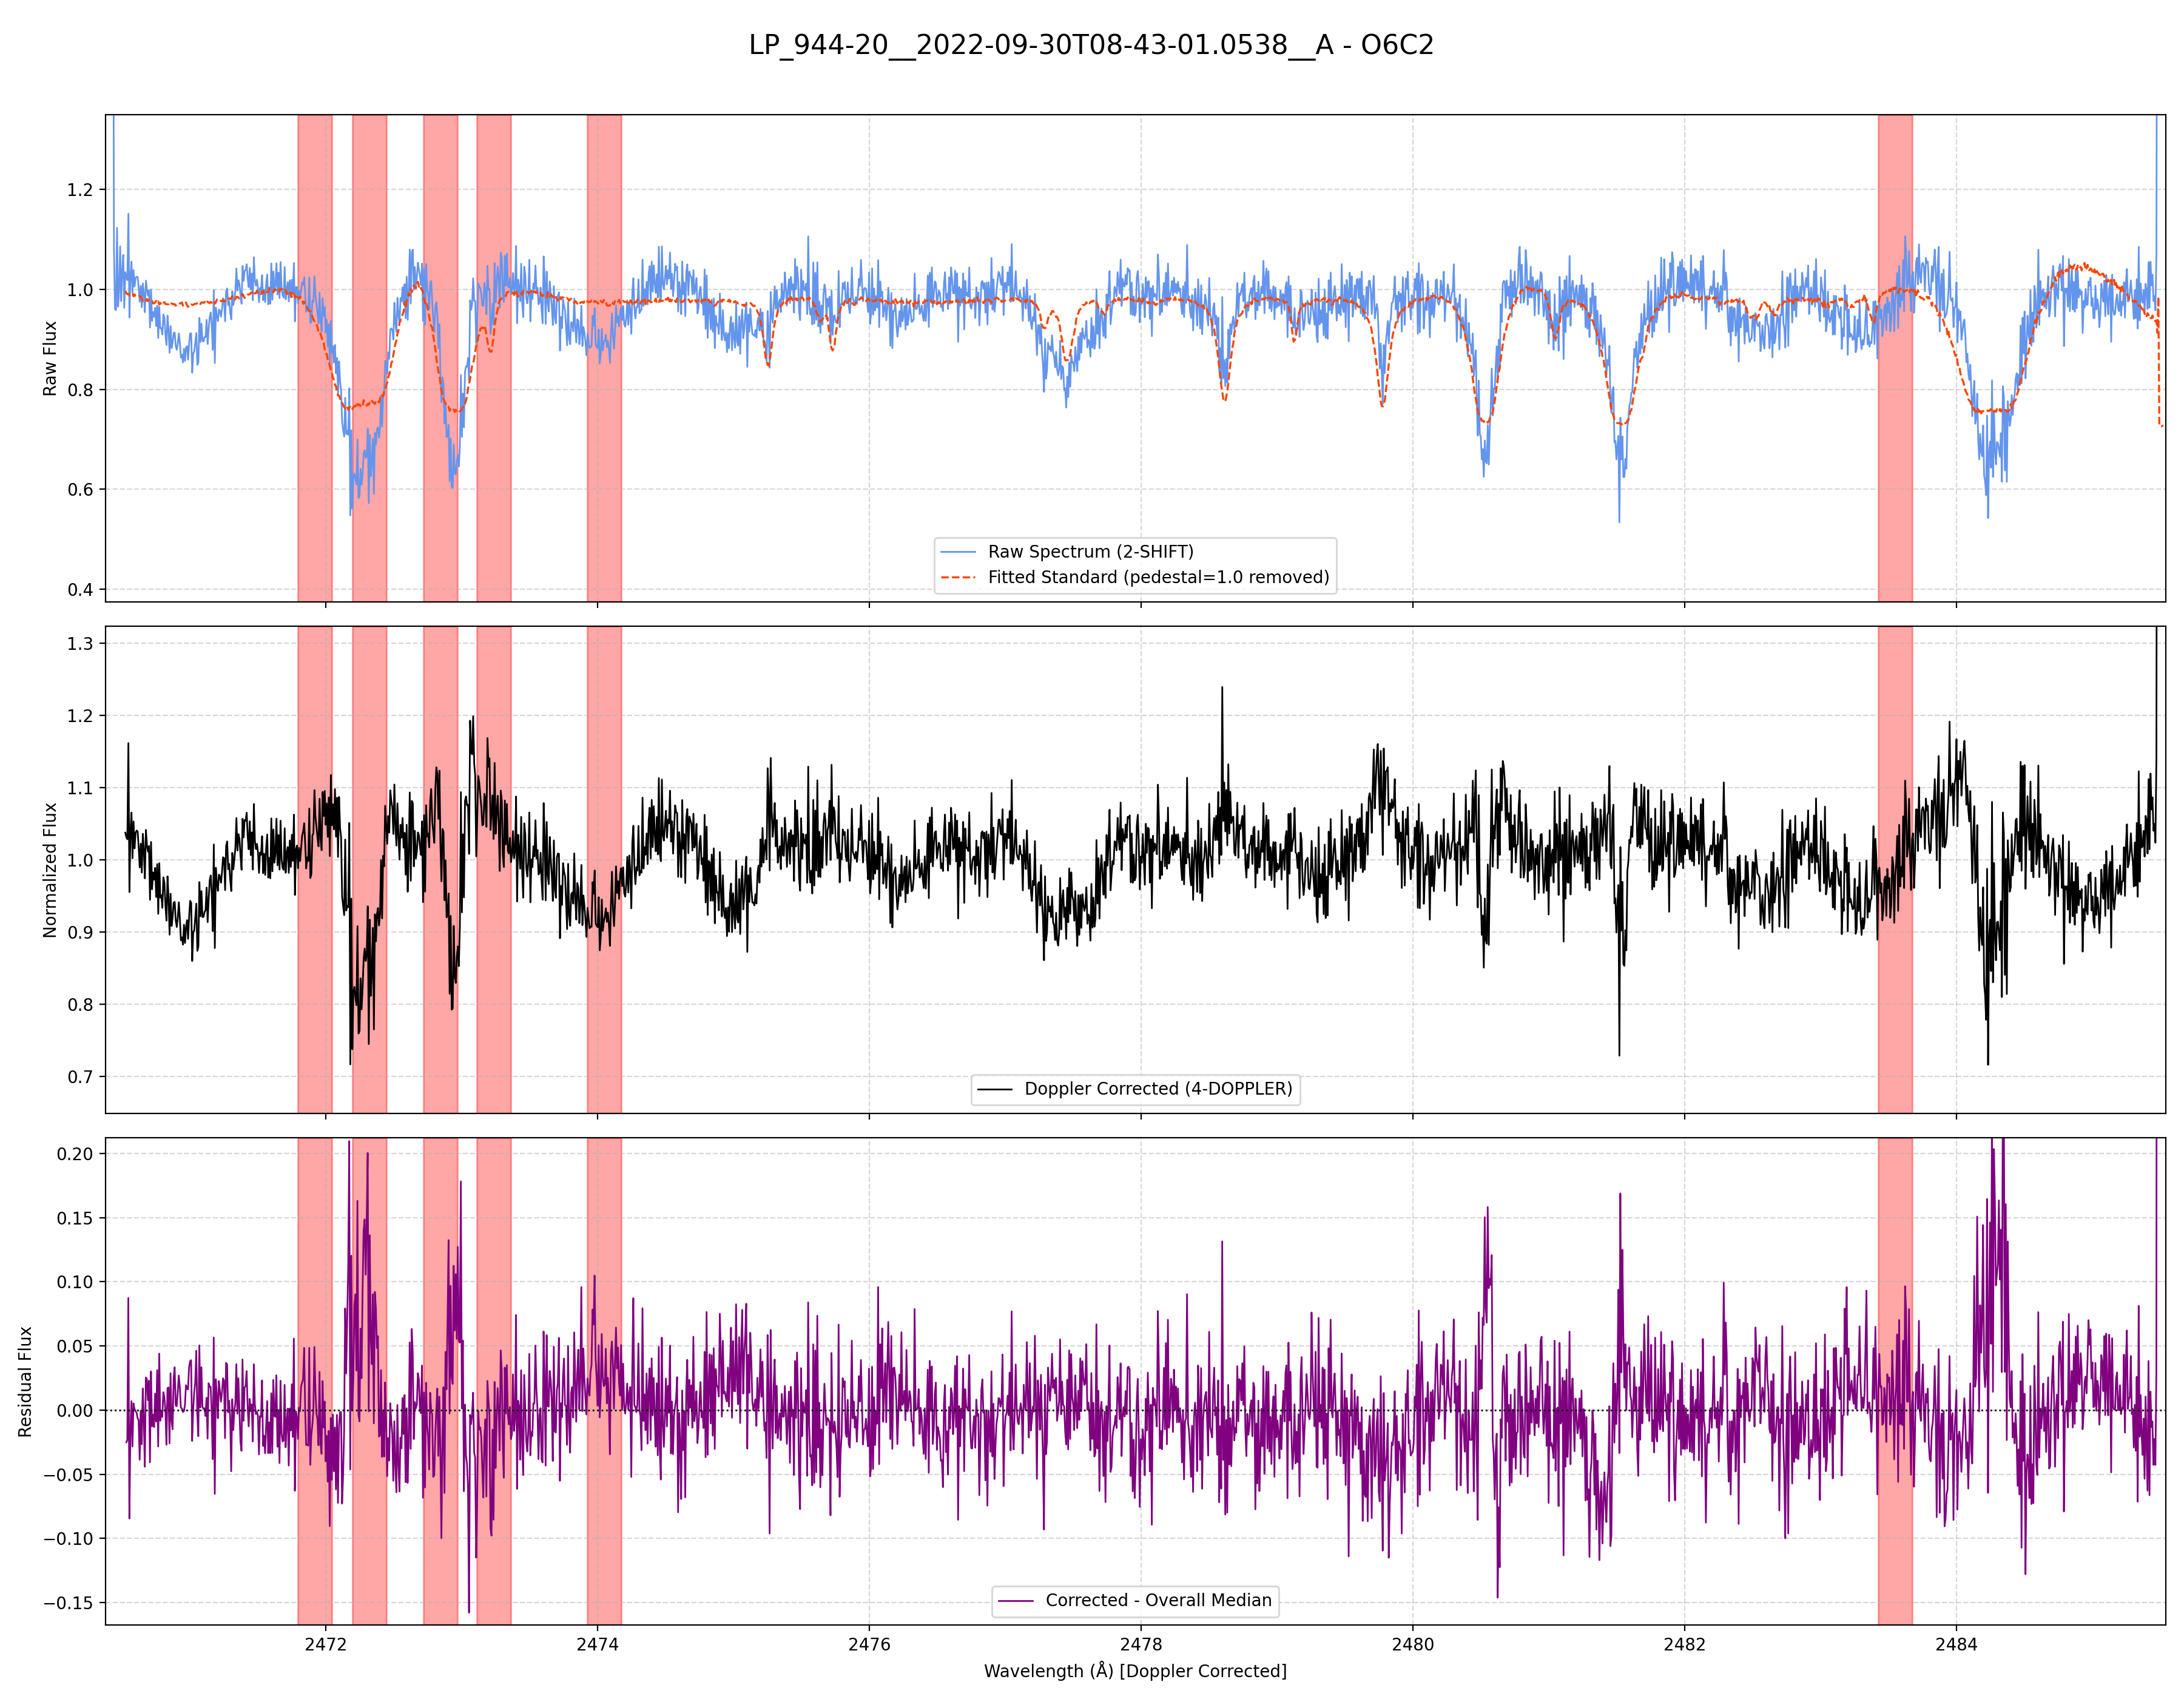 LP_944-20__2022-09-30T08-43-01.0538__A - O6C2
Raw Flux
1.2
1.0
0.8
0.6
0.4
Raw Spectrum (2-SHIFT)
Fitted Standard (pedestal=1.0 removed)
Normalized Flux
1.3
1.2
1.1
1.0
0.9
0.8
0.7
Doppler Corrected (4-DOPPLER)
Residual Flux
0.20
0.15
0.10
0.05
0.00
−0.05
−0.10
−0.15
Corrected - Overall Median
2472 2474 2476 2478 2480 2482 2484
Wavelength (Å) [Doppler Corrected]